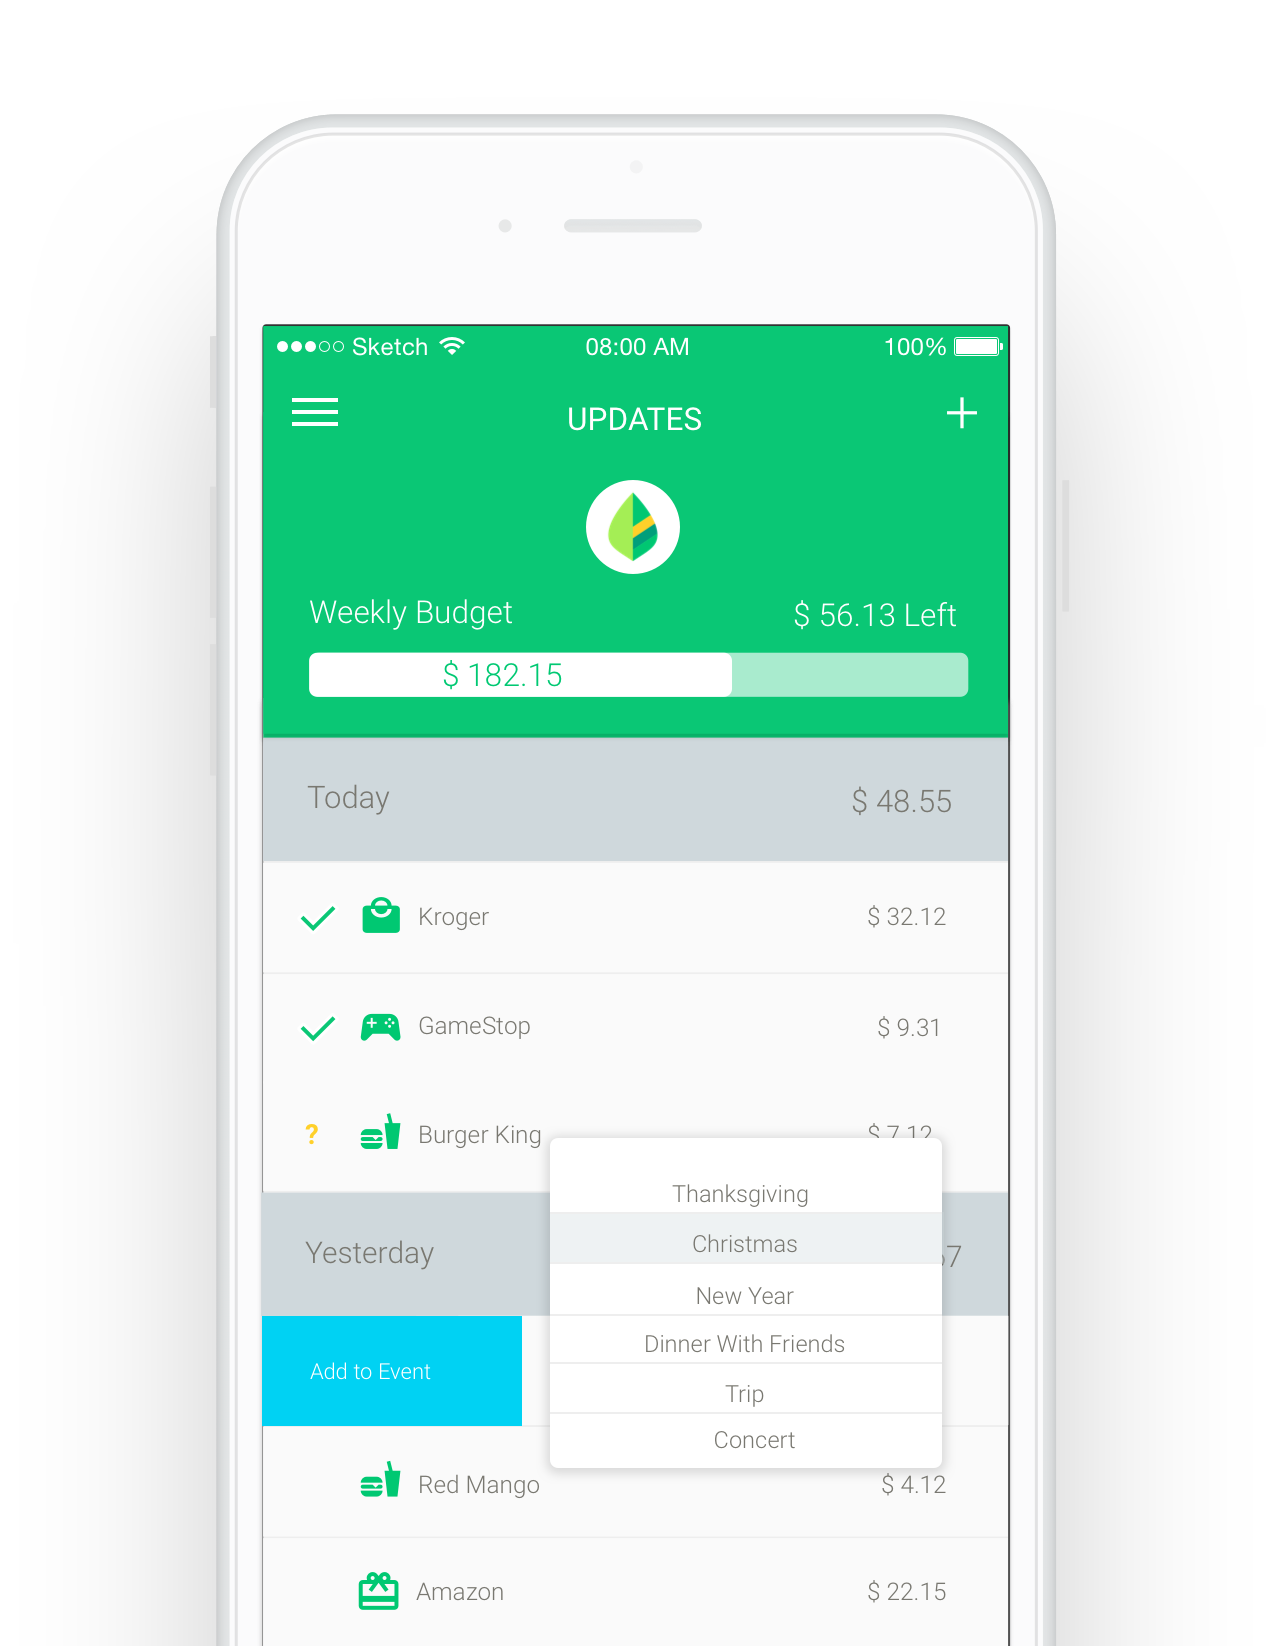 Sketch 08:00 AM 100%
UPDATES
Weekly Budget $ 56.13 Left
$ 182.15
Today $ 48.55
Kroger $ 32.12
GameStop $ 9.31
? Burger King $ 7.12
Thanksgiving
Christmas
Yesterday 7
New Year
Dinner With Friends
Add to Event
Trip
Concert
Red Mango $ 4.12
Amazon $ 22.15